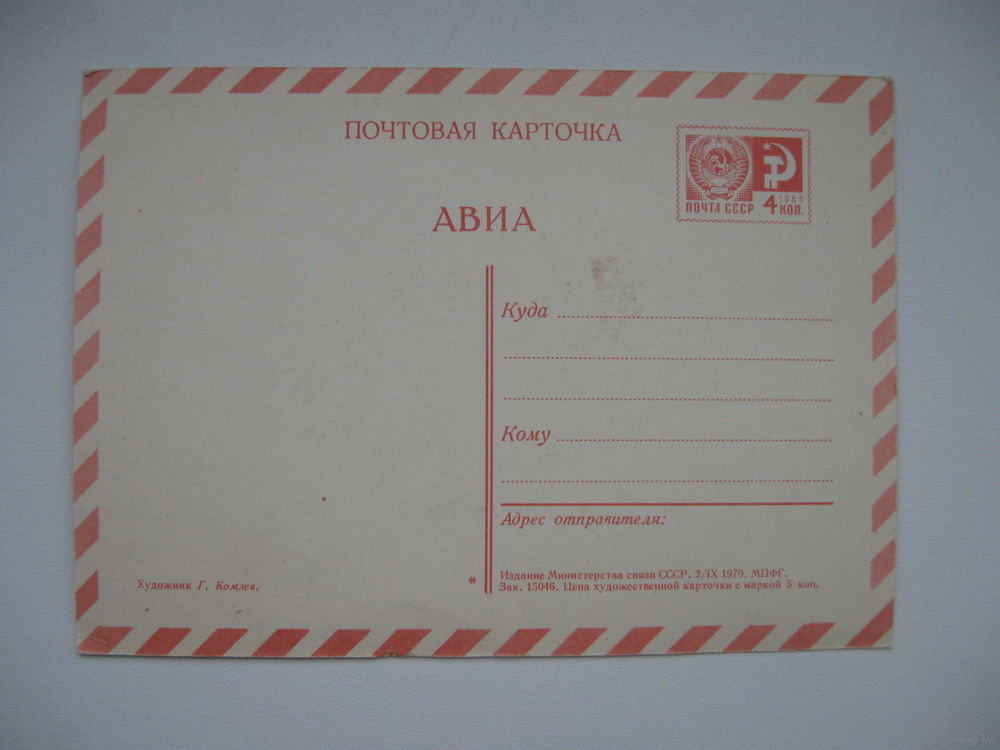 ПОЧТОВАЯ КАРТОЧКА
АВИА
ПОЧТА СССР 4 КОП.
1966
Куда
Кому
Адрес отправителя:
Художник Г. Комлев.
*
Издание Министерства связи СССР. 2/IX 1970. МПФГ.
Зак. 15046. Цена художественной карточки с маркой 5 коп.